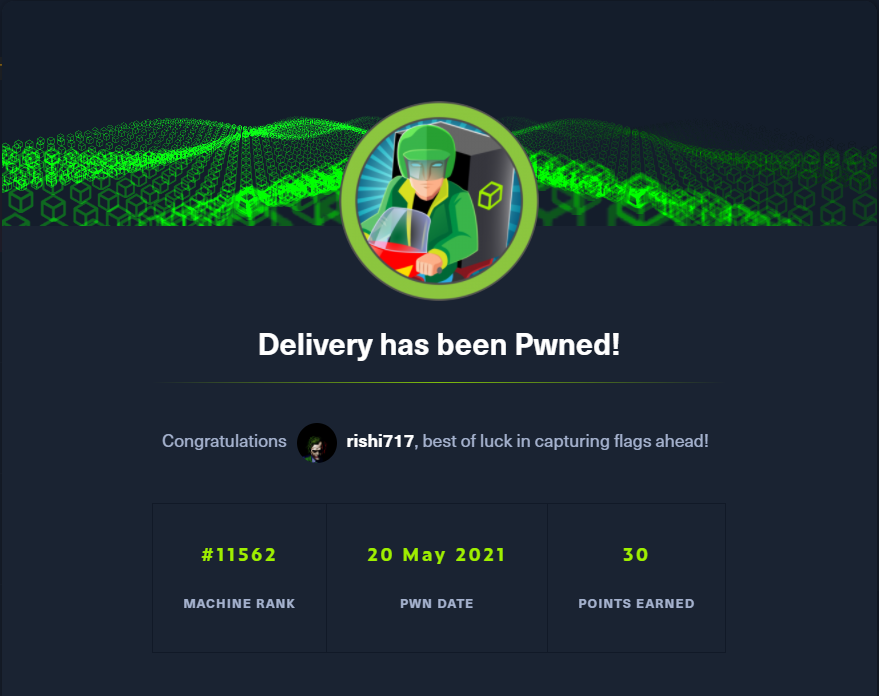 Delivery has been Pwned!
Congratulations rishi717, best of luck in capturing flags ahead!
#11562
20 May 2021
30
MACHINE RANK
PWN DATE
POINTS EARNED